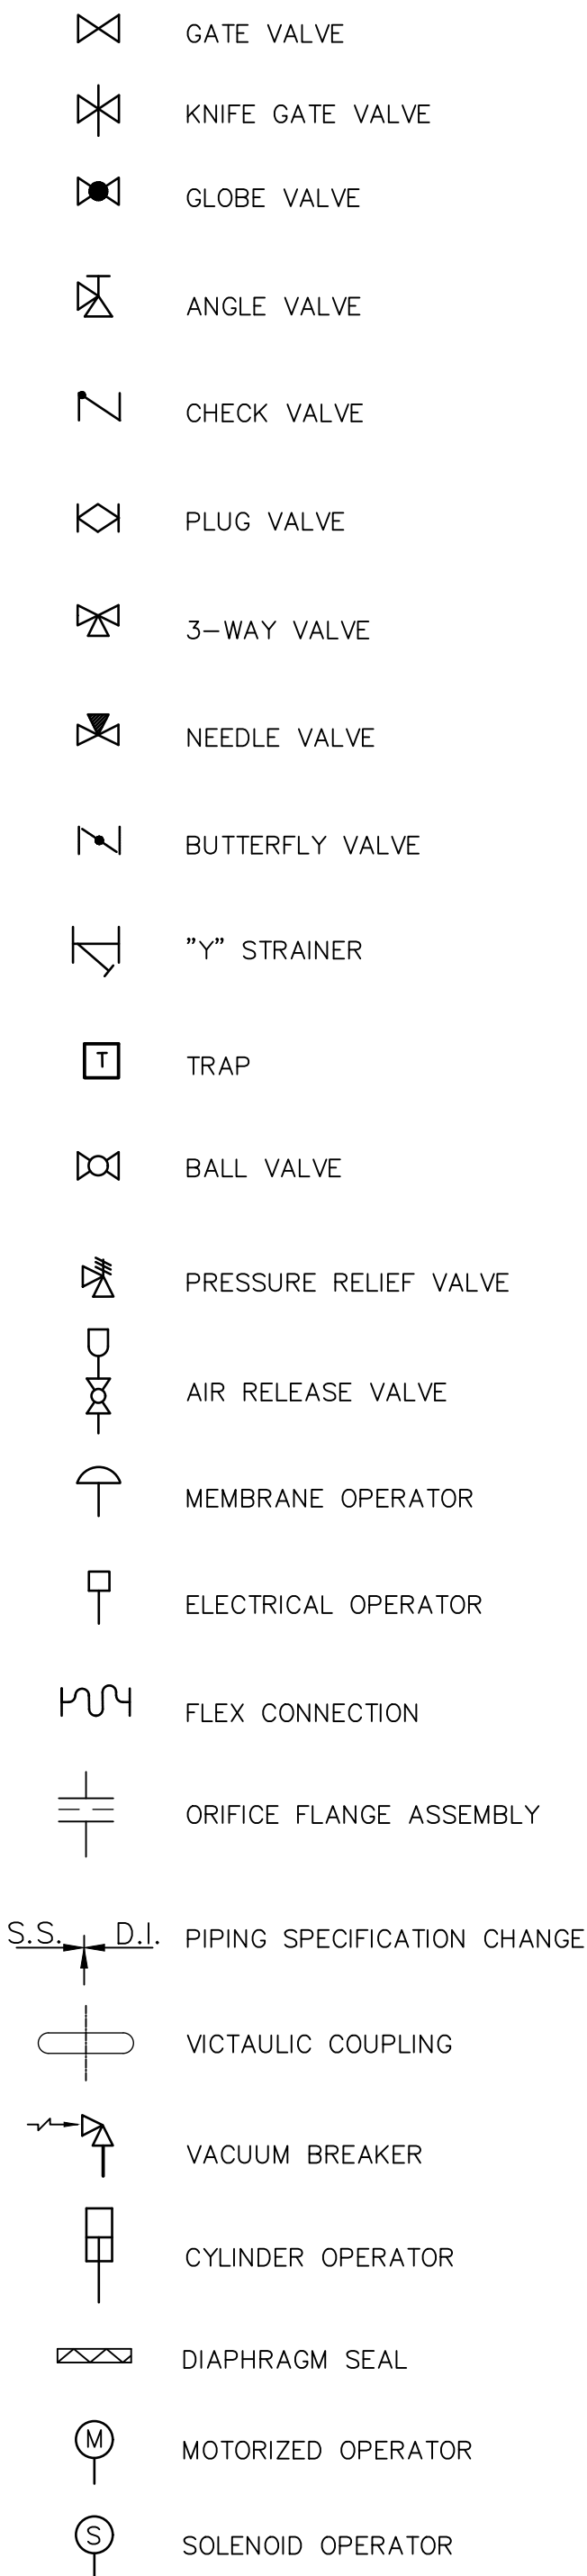 GATE VALVE
KNIFE GATE VALVE
GLOBE VALVE
ANGLE VALVE
CHECK VALVE
PLUG VALVE
3-WAY VALVE
NEEDLE VALVE
BUTTERFLY VALVE
"Y" STRAINER
T TRAP
BALL VALVE
PRESSURE RELIEF VALVE
AIR RELEASE VALVE
MEMBRANE OPERATOR
ELECTRICAL OPERATOR
FLEX CONNECTION
ORIFICE FLANGE ASSEMBLY
S.S. D.I. PIPING SPECIFICATION CHANGE
VICTAULIC COUPLING
VACUUM BREAKER
CYLINDER OPERATOR
DIAPHRAGM SEAL
M MOTORIZED OPERATOR
S SOLENOID OPERATOR